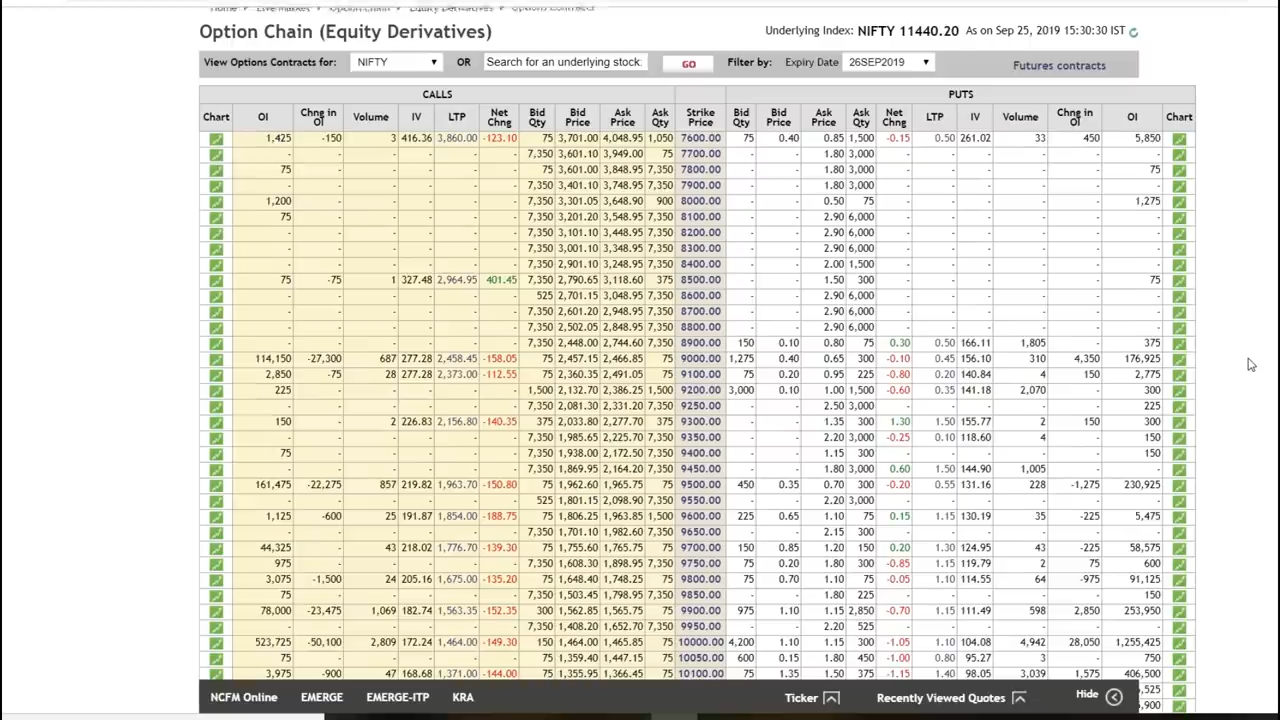 Home Live Market Option Chain Equity Derivatives Options Contracts
Option Chain (Equity Derivatives)
Underlying Index: NIFTY 11440.20 As on Sep 25, 2019 15:30:30 IST
View Options Contracts for: NIFTY OR Search for an underlying stock: GO Filter by: Expiry Date 26SEP2019 Futures contracts
CALLS PUTS
Chart OI Chng in OI Volume IV LTP Net Chng Bid Qty Bid Price Ask Price Ask Qty Strike Price Bid Qty Bid Price Ask Price Ask Qty Net Chng LTP IV Volume Chng in OI OI Chart
1,425 -150 3 416.36 3,860.00 -123.10 75 3,701.00 4,048.95 1,050 7600.00 75 0.40 0.85 1,500 -0.15 0.50 261.02 33 450 5,850
- - - - - - 7,350 3,601.10 3,949.00 75 7700.00 - - 1.80 3,000 - - - - - -
75 - - - - - 7,350 3,601.00 3,848.95 7,350 7800.00 - - 1.80 3,000 - - - - - 75
- - - - - - 7,350 3,401.10 3,748.95 7,350 7900.00 - - 1.80 3,000 - - - - - -
1,200 - - - - - 7,350 3,301.05 3,648.90 900 8000.00 - - 0.50 75 - - - - - 1,275
75 - - - - - 7,350 3,201.20 3,548.95 7,350 8100.00 - - 2.90 6,000 - - - - - -
- - - - - - 7,350 3,101.10 3,448.95 7,350 8200.00 - - 2.90 6,000 - - - - - -
- - - - - - 7,350 3,001.10 3,348.95 7,350 8300.00 - - 2.90 6,000 - - - - - -
- - - - - - 7,350 2,901.10 3,248.95 7,350 8400.00 - - 2.00 1,500 - - - - - -
75 -75 1 327.48 2,964.95 401.45 7,350 2,790.65 3,118.60 375 8500.00 - - 1.50 300 - - - - - 75
- - - - - - 525 2,701.15 3,048.95 7,350 8600.00 - - 2.90 6,000 - - - - - -
- - - - - - 7,350 2,601.20 2,948.95 7,350 8700.00 - - 2.90 6,000 - - - - - -
- - - - - - 7,350 2,502.05 2,848.95 7,350 8800.00 - - 2.90 6,000 - - - - - -
- - - - - - 7,350 2,448.00 2,744.60 7,350 8900.00 150 0.10 0.80 75 0.30 0.50 166.11 1,805 - 375
114,150 -27,300 687 277.28 2,458.45 -158.05 75 2,457.15 2,466.85 75 9000.00 1,275 0.40 0.65 300 -0.10 0.45 156.10 310 4,350 176,925
2,850 -75 28 277.28 2,373.00 -112.55 75 2,360.35 2,491.05 75 9100.00 75 0.20 0.95 225 -0.80 0.20 140.84 4 150 2,775
225 - - - - - 1,500 2,132.70 2,386.25 1,500 9200.00 3,000 0.10 1.00 1,500 -0.60 0.35 141.18 2,070 - 300
- - - - - - 7,350 2,081.30 2,331.20 7,350 9250.00 - - 2.50 3,000 - - - - - 225
150 - 2 226.83 2,156.80 -140.35 375 2,033.80 2,277.70 375 9300.00 - - 1.35 300 1.30 1.50 155.77 2 150 300
- - - - - - 7,350 1,985.65 2,225.70 7,350 9350.00 - - 2.20 3,000 -0.25 0.10 118.60 4 - 150
75 - - - - - 7,350 1,938.00 2,172.50 7,350 9400.00 - - 1.15 300 - - - - - 150
- - - - - - 7,350 1,869.95 2,164.20 7,350 9450.00 - - 1.80 3,000 0.60 1.50 144.90 1,005 - -
161,475 -22,275 857 219.82 1,963.70 -150.80 75 1,962.60 1,965.75 75 9500.00 450 0.35 0.70 300 -0.20 0.55 131.16 228 -1,275 230,925
- - - - - - 525 1,801.15 2,098.90 7,350 9550.00 - - 2.20 3,000 - - - - - -
1,125 -600 25 191.87 1,854.00 -188.75 75 1,806.25 1,963.85 1,500 9600.00 225 0.65 1.10 75 0.15 1.15 130.19 35 -225 5,475
- - - - - - 7,350 1,701.10 1,982.60 7,350 9650.00 - - 2.15 300 - - - - - -
44,325 - 43 218.02 1,776.70 -139.30 75 1,755.60 1,765.75 75 9700.00 150 0.85 1.20 150 0.20 1.30 124.95 43 -225 58,575
975 - - - - - 7,350 1,608.30 1,898.95 7,350 9750.00 75 0.20 1.80 300 -0.85 1.15 119.79 2 75 600
3,075 -1,500 24 205.16 1,675.00 -135.20 75 1,648.40 1,748.25 75 9800.00 75 0.70 1.10 75 -0.05 1.10 114.55 64 -975 91,125
75 - - - - - 7,350 1,503.45 1,798.95 7,350 9850.00 - - 1.80 225 - - - - - 150
78,000 -23,475 1,069 182.74 1,563.35 -152.35 300 1,562.85 1,565.75 75 9900.00 975 1.10 1.15 2,850 -0.70 1.15 111.49 598 2,850 253,950
- - - - - - 7,350 1,408.20 1,652.70 7,350 9950.00 - - 2.20 525 - - - - - -
523,725 -50,100 2,809 172.24 1,464.00 -149.30 150 1,464.00 1,465.85 75 10000.00 4,200 1.10 1.15 300 -1.05 1.10 104.08 4,942 28,050 1,255,425
75 - - - - - 75 1,359.40 1,447.15 75 10050.00 600 0.15 1.80 450 -1.00 0.80 95.27 3 - 750
3,975 -900 47 168.68 1,371.00 -144.00 75 1,355.95 1,366.45 75 10100.00 75 1.35 1.50 375 -1.15 1.40 98.05 3,039 1,575 406,500
NCFM Online EMERGE EMERGE-ITP KRA Ticker Recently Viewed Quotes Hide
,525
,900